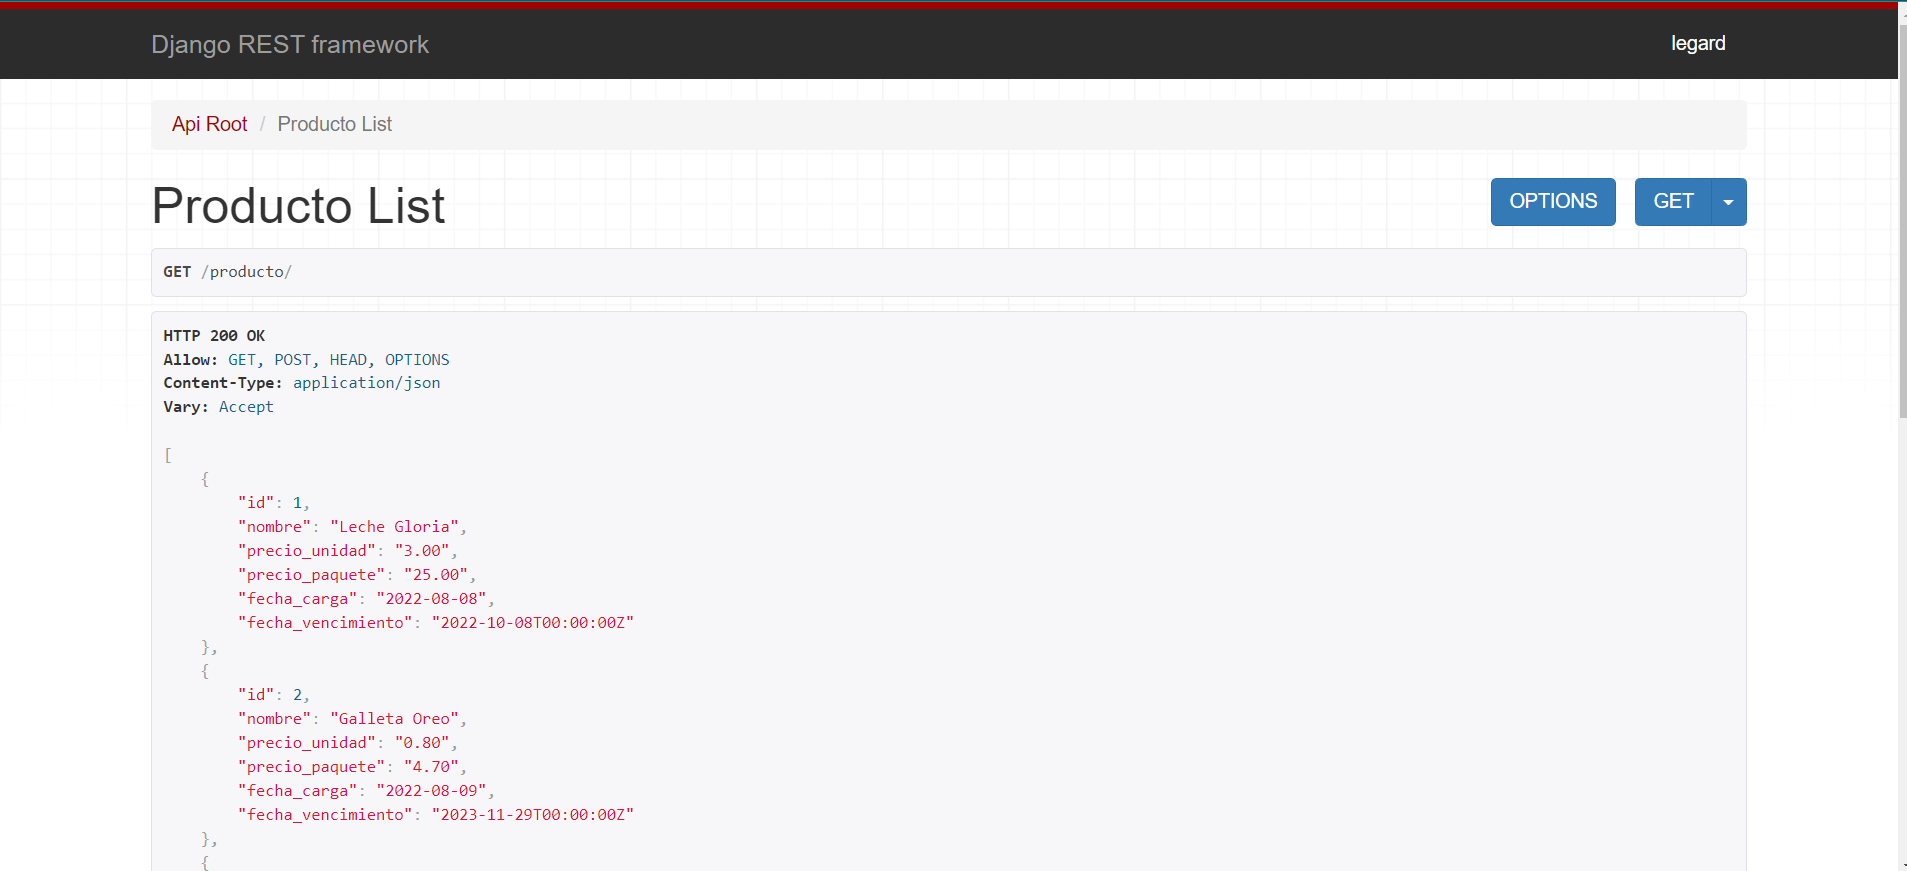 Django REST framework
legard
Api Root / Producto List
Producto List
OPTIONS
GET
GET /producto/
HTTP 200 OK
Allow: GET, POST, HEAD, OPTIONS
Content-Type: application/json
Vary: Accept
[
    {
        "id": 1,
        "nombre": "Leche Gloria",
        "precio_unidad": "3.00",
        "precio_paquete": "25.00",
        "fecha_carga": "2022-08-08",
        "fecha_vencimiento": "2022-10-08T00:00:00Z"
    },
    {
        "id": 2,
        "nombre": "Galleta Oreo",
        "precio_unidad": "0.80",
        "precio_paquete": "4.70",
        "fecha_carga": "2022-08-09",
        "fecha_vencimiento": "2023-11-29T00:00:00Z"
    },
    {